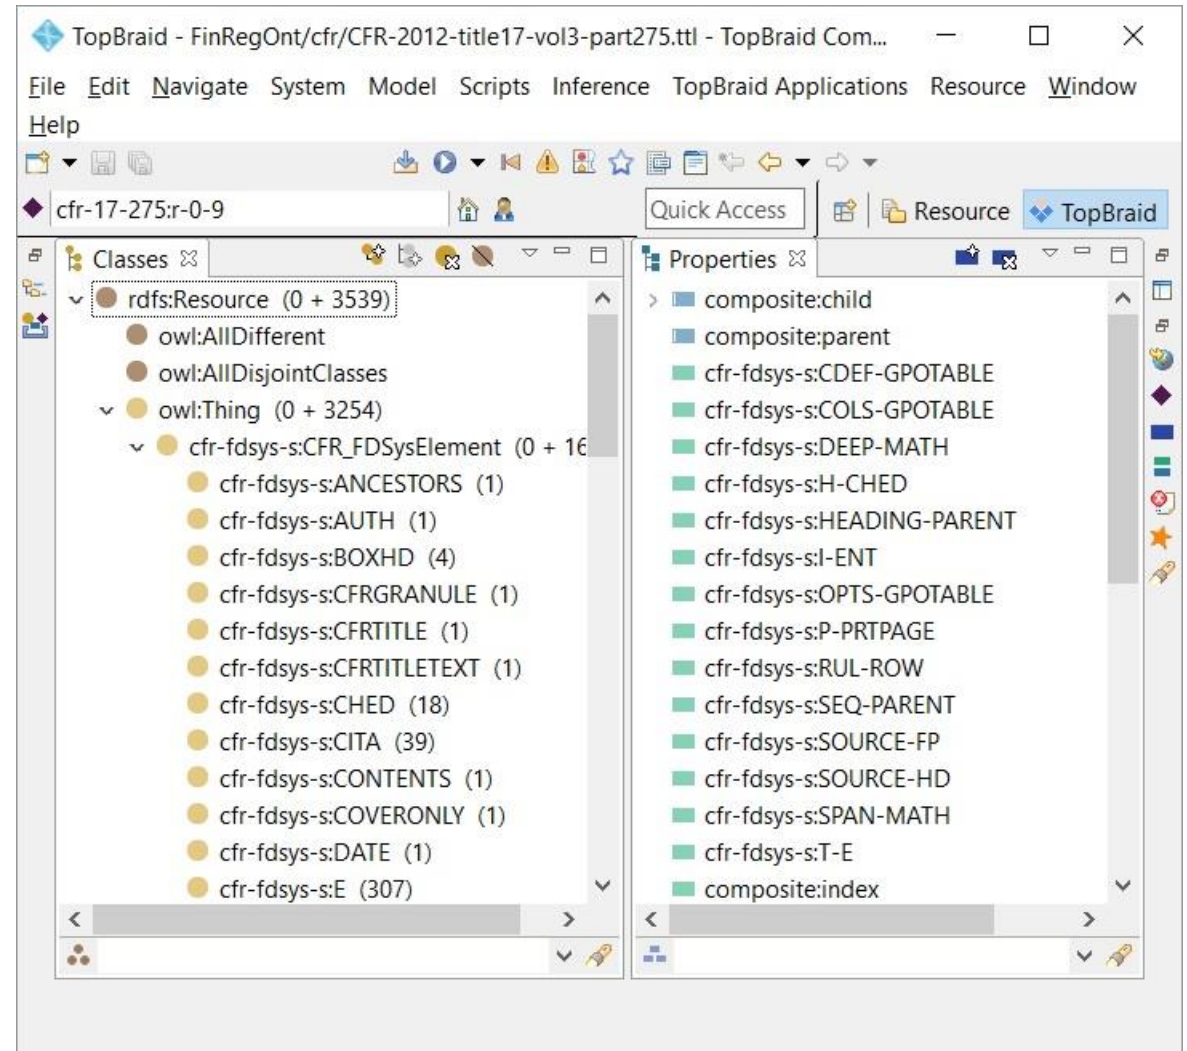 TopBraid - FinRegOnt/cfr/CFR-2012-title17-vol3-part275.ttl - TopBraid Com...
File Edit Navigate System Model Scripts Inference TopBraid Applications Resource Window
Help
cfr-17-275:r-0-9
Quick Access
Resource
TopBraid
Classes
rdfs:Resource (0 + 3539)
owl:AllDifferent
owl:AllDisjointClasses
owl:Thing (0 + 3254)
cfr-fdsys-s:CFR_FDSysElement (0 + 16
cfr-fdsys-s:ANCESTORS (1)
cfr-fdsys-s:AUTH (1)
cfr-fdsys-s:BOXHD (4)
cfr-fdsys-s:CFRGRANULE (1)
cfr-fdsys-s:CFRTITLE (1)
cfr-fdsys-s:CFRTITLETEXT (1)
cfr-fdsys-s:CHED (18)
cfr-fdsys-s:CITA (39)
cfr-fdsys-s:CONTENTS (1)
cfr-fdsys-s:COVERONLY (1)
cfr-fdsys-s:DATE (1)
cfr-fdsys-s:E (307)
Properties
composite:child
composite:parent
cfr-fdsys-s:CDEF-GPOTABLE
cfr-fdsys-s:COLS-GPOTABLE
cfr-fdsys-s:DEEP-MATH
cfr-fdsys-s:H-CHED
cfr-fdsys-s:HEADING-PARENT
cfr-fdsys-s:I-ENT
cfr-fdsys-s:OPTS-GPOTABLE
cfr-fdsys-s:P-PRTPAGE
cfr-fdsys-s:RUL-ROW
cfr-fdsys-s:SEQ-PARENT
cfr-fdsys-s:SOURCE-FP
cfr-fdsys-s:SOURCE-HD
cfr-fdsys-s:SPAN-MATH
cfr-fdsys-s:T-E
composite:index